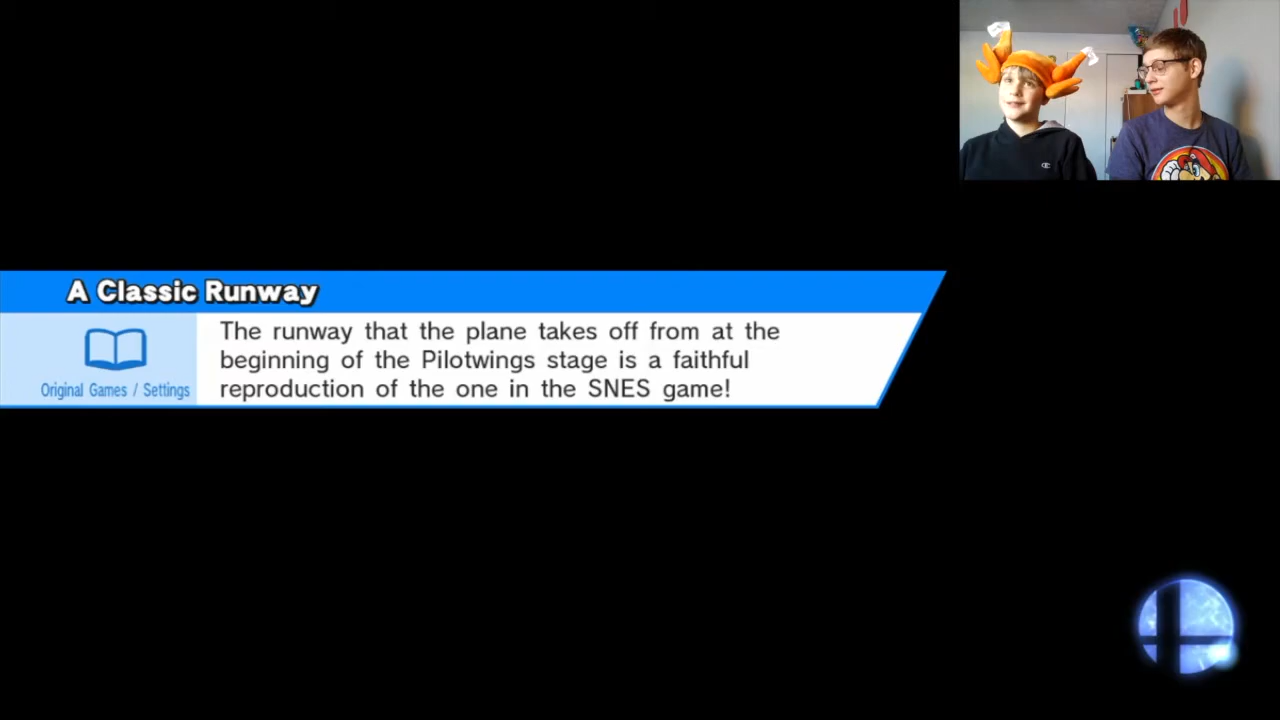 A Classic Runway
The runway that the plane takes off from at the
beginning of the Pilotwings stage is a faithful
reproduction of the one in the SNES game!
Original Games / Settings